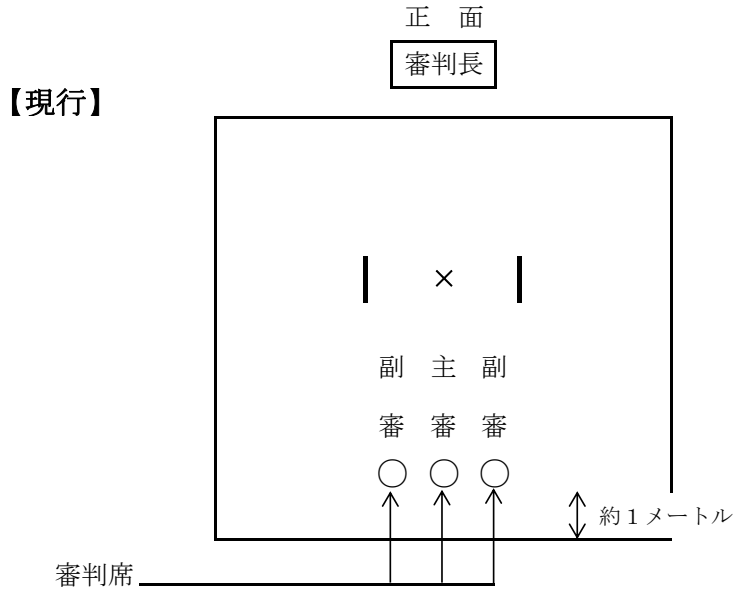 正　面
審判長
【現行】
×
副　主　副
審　審　審
○　○　○
約１メートル
審判席